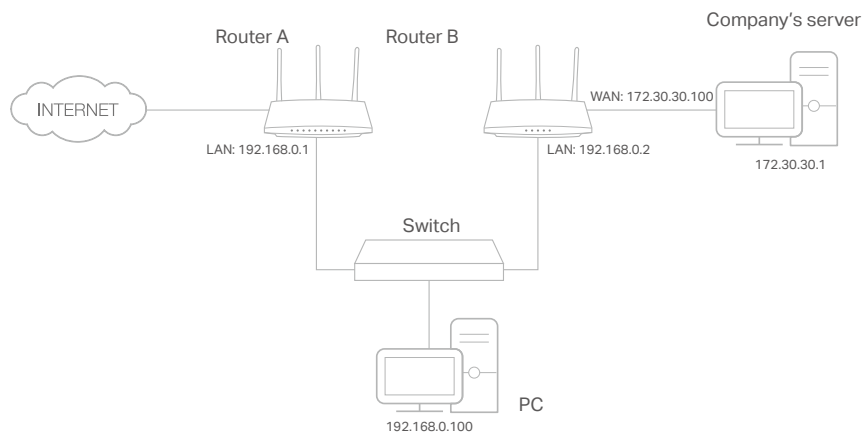 Company's server
Router A
Router B
INTERNET
WAN: 172.30.30.100
LAN: 192.168.0.1
LAN: 192.168.0.2
172.30.30.1
Switch
PC
192.168.0.100